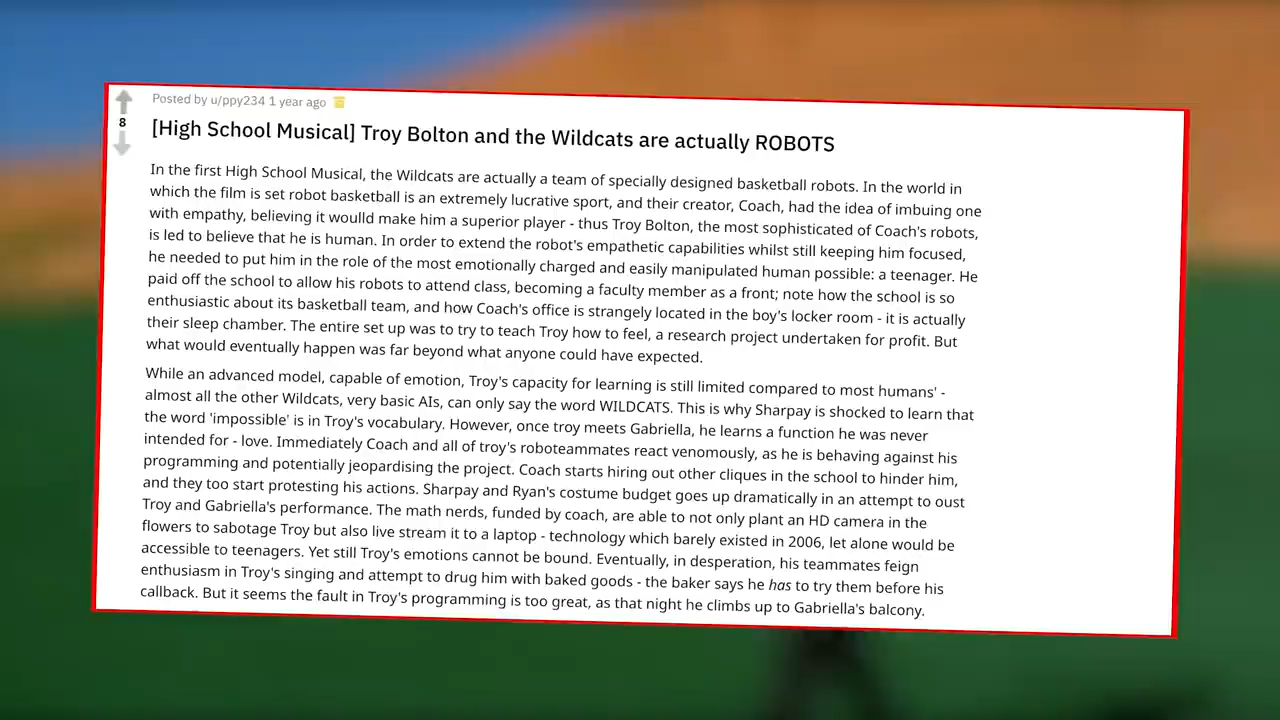 Posted by u/ppy234 1 year ago
8
[High School Musical] Troy Bolton and the Wildcats are actually ROBOTS
In the first High School Musical, the Wildcats are actually a team of specially designed basketball robots. In the world in
which the film is set robot basketball is an extremely lucrative sport, and their creator, Coach, had the idea of imbuing one
with empathy, believing it woulld make him a superior player - thus Troy Bolton, the most sophisticated of Coach's robots,
is led to believe that he is human. In order to extend the robot's empathetic capabilities whilst still keeping him focused,
he needed to put him in the role of the most emotionally charged and easily manipulated human possible: a teenager. He
paid off the school to allow his robots to attend class, becoming a faculty member as a front; note how the school is so
enthusiastic about its basketball team, and how Coach's office is strangely located in the boy's locker room - it is actually
their sleep chamber. The entire set up was to try to teach Troy how to feel, a research project undertaken for profit. But
what would eventually happen was far beyond what anyone could have expected.
While an advanced model, capable of emotion, Troy's capacity for learning is still limited compared to most humans' -
almost all the other Wildcats, very basic AIs, can only say the word WILDCATS. This is why Sharpay is shocked to learn that
the word 'impossible' is in Troy's vocabulary. However, once troy meets Gabriella, he learns a function he was never
intended for - love. Immediately Coach and all of troy's roboteammates react venomously, as he is behaving against his
programming and potentially jeopardising the project. Coach starts hiring out other cliques in the school to hinder him,
and they too start protesting his actions. Sharpay and Ryan's costume budget goes up dramatically in an attempt to oust
Troy and Gabriella's performance. The math nerds, funded by coach, are able to not only plant an HD camera in the
flowers to sabotage Troy but also live stream it to a laptop - technology which barely existed in 2006, let alone would be
accessible to teenagers. Yet still Troy's emotions cannot be bound. Eventually, in desperation, his teammates feign
enthusiasm in Troy's singing and attempt to drug him with baked goods - the baker says he has to try them before his
callback. But it seems the fault in Troy's programming is too great, as that night he climbs up to Gabriella's balcony.